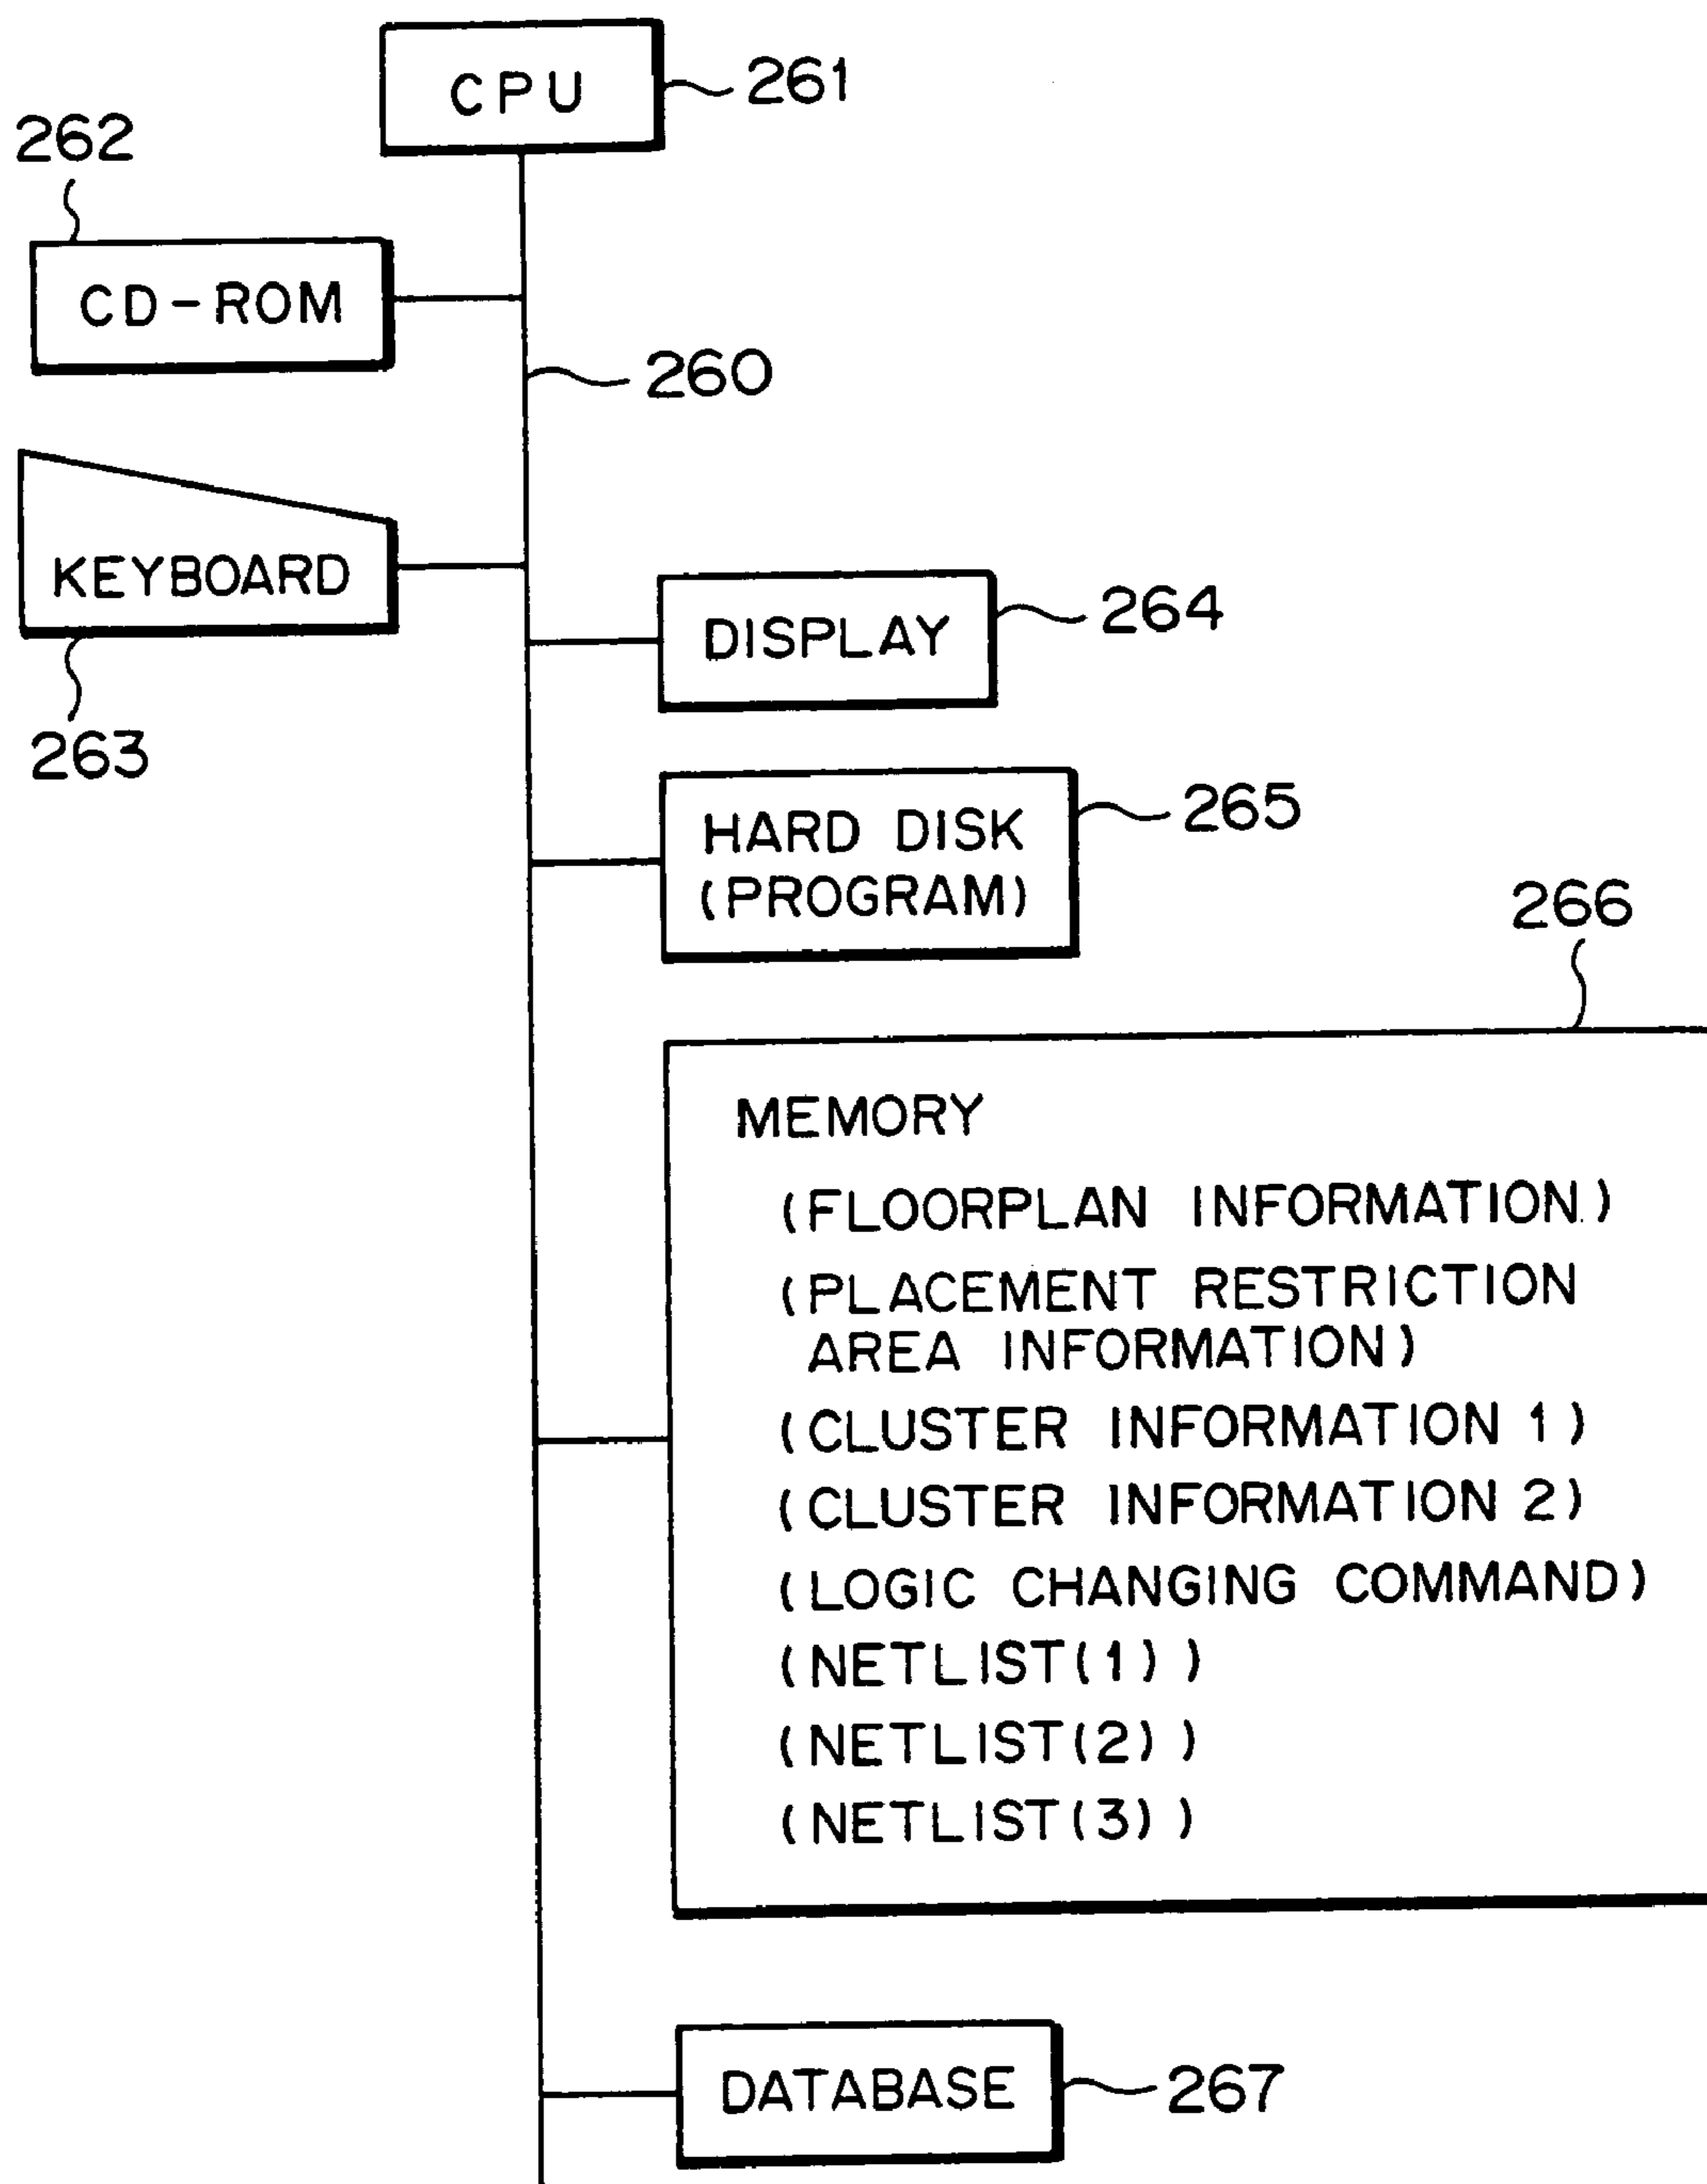 CPU
261
262
CD-ROM
260
KEYBOARD
263
DISPLAY
264
HARD DISK
(PROGRAM)
265
266
MEMORY
(FLOORPLAN INFORMATION)
(PLACEMENT RESTRICTION
AREA INFORMATION)
(CLUSTER INFORMATION 1)
(CLUSTER INFORMATION 2)
(LOGIC CHANGING COMMAND)
(NETLIST(1))
(NETLIST(2))
(NETLIST(3))
DATABASE
267